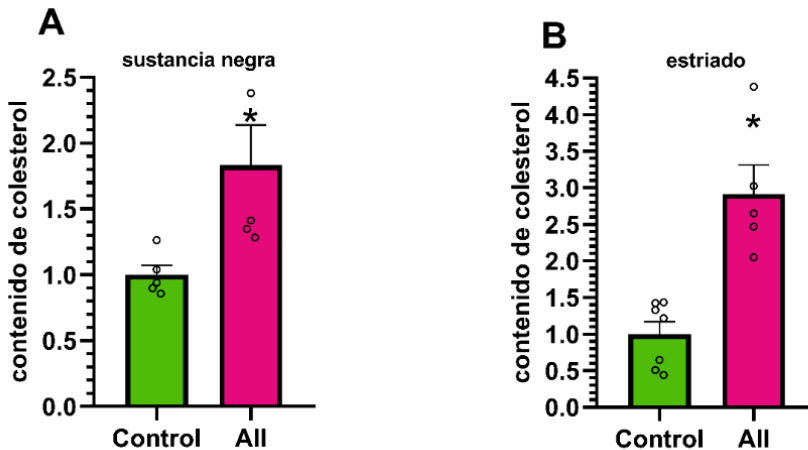 A
sustancia negra
contenido de colesterol
2.5
2.0
1.5
1.0
0.5
0.0
*
Control
AII
B
estriado
contenido de colesterol
4.5
4.0
3.5
3.0
2.5
2.0
1.5
1.0
0.5
0.0
*
Control
AII